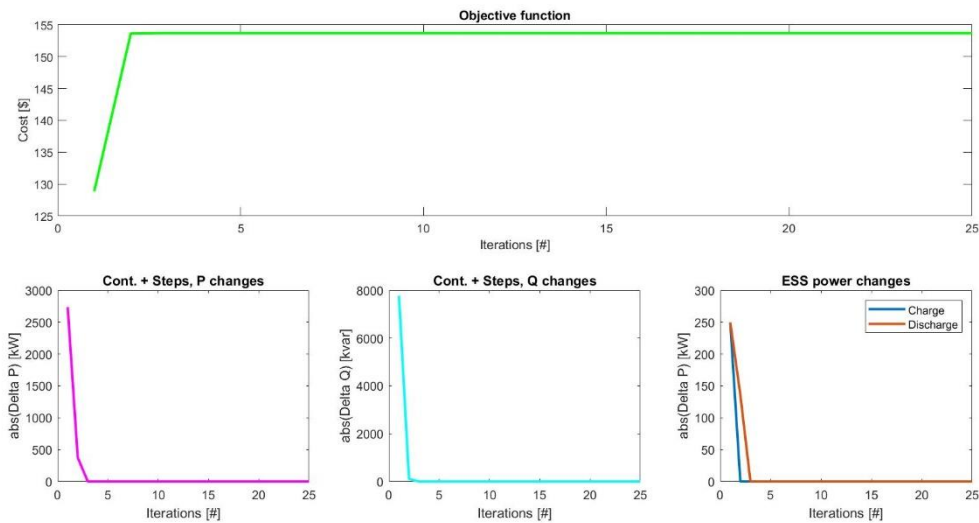 Objective function
155
150
145
140
135
130
125
Cost [$]
0 5 10 15 20 25
Iterations [#]
Cont. + Steps, P changes
3000
2500
2000
1500
1000
500
0
abs(Delta P) [kW]
0 5 10 15 20 25
Iterations [#]
Cont. + Steps, Q changes
8000
6000
4000
2000
0
abs(Delta Q) [kvar]
0 5 10 15 20 25
Iterations [#]
ESS power changes
300
250
200
150
100
50
0
abs(Delta P) [kW]
Charge
Discharge
0 5 10 15 20 25
Iterations [#]